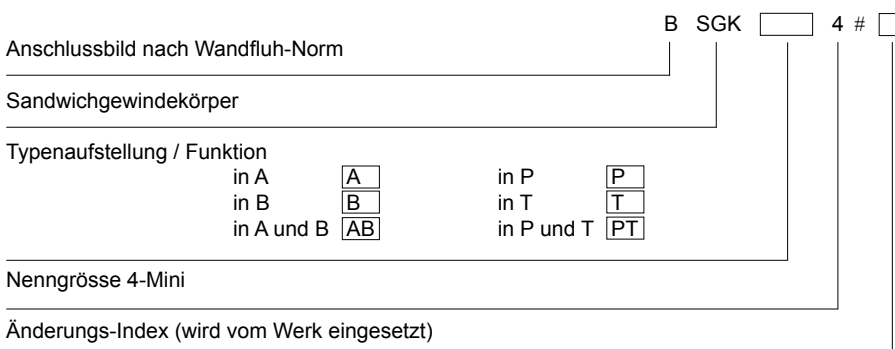 B SGK 4 #
Anschlussbild nach Wandfluh-Norm
Sandwichgewindekörper
Typenaufstellung / Funktion
in A A in P P
in B B in T T
in A und B AB in P und T PT
Nenngrösse 4-Mini
Änderungs-Index (wird vom Werk eingesetzt)